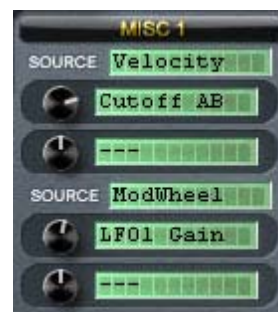 MISC 1
SOURCE Velocity
Cutoff AB
---
SOURCE ModWheel
LFO1 Gain
---